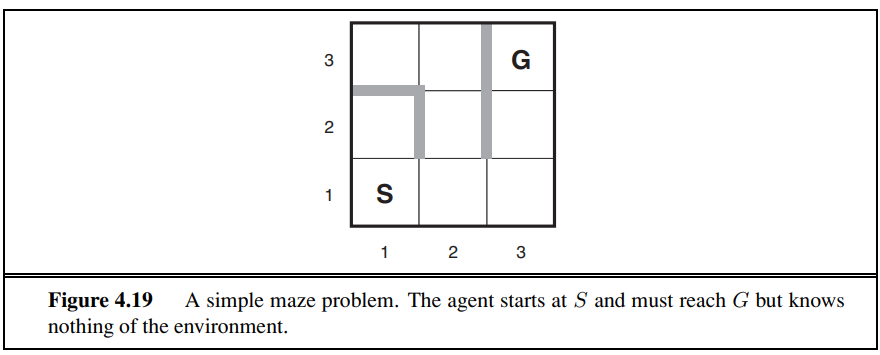 3
G
2
1
S
1 2 3
Figure 4.19 A simple maze problem. The agent starts at S and must reach G but knows
nothing of the environment.